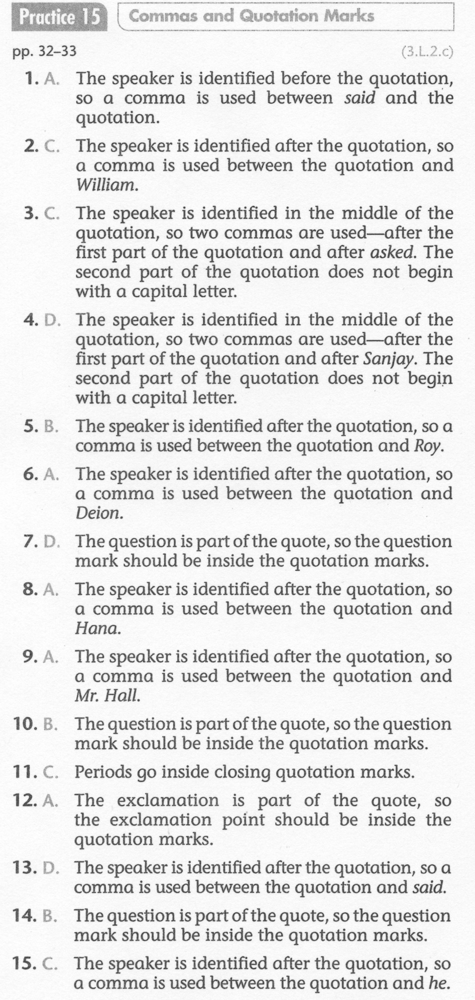 Practice 15 Commas and Quotation Marks
pp. 32–33 (3.L.2.c)
1. A. The speaker is identified before the quotation,
so a comma is used between said and the
quotation.
2. C. The speaker is identified after the quotation, so
a comma is used between the quotation and
William.
3. C. The speaker is identified in the middle of the
quotation, so two commas are used—after the
first part of the quotation and after asked. The
second part of the quotation does not begin
with a capital letter.
4. D. The speaker is identified in the middle of the
quotation, so two commas are used—after the
first part of the quotation and after Sanjay. The
second part of the quotation does not begin
with a capital letter.
5. B. The speaker is identified after the quotation, so a
comma is used between the quotation and Roy.
6. A. The speaker is identified after the quotation, so
a comma is used between the quotation and
Deion.
7. D. The question is part of the quote, so the question
mark should be inside the quotation marks.
8. A. The speaker is identified after the quotation, so
a comma is used between the quotation and
Hana.
9. A. The speaker is identified after the quotation, so
a comma is used between the quotation and
Mr. Hall.
10. B. The question is part of the quote, so the question
mark should be inside the quotation marks.
11. C. Periods go inside closing quotation marks.
12. A. The exclamation is part of the quote, so
the exclamation point should be inside the
quotation marks.
13. D. The speaker is identified after the quotation, so a
comma is used between the quotation and said.
14. B. The question is part of the quote, so the question
mark should be inside the quotation marks.
15. C. The speaker is identified after the quotation, so
a comma is used between the quotation and he.